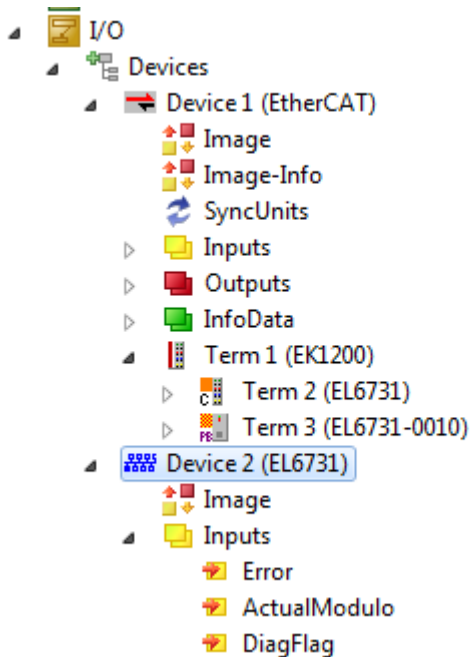 I/O
Devices
Device 1 (EtherCAT)
Image
Image-Info
SyncUnits
Inputs
Outputs
InfoData
Term 1 (EK1200)
Term 2 (EL6731)
Term 3 (EL6731-0010)
Device 2 (EL6731)
Image
Inputs
Error
ActualModulo
DiagFlag